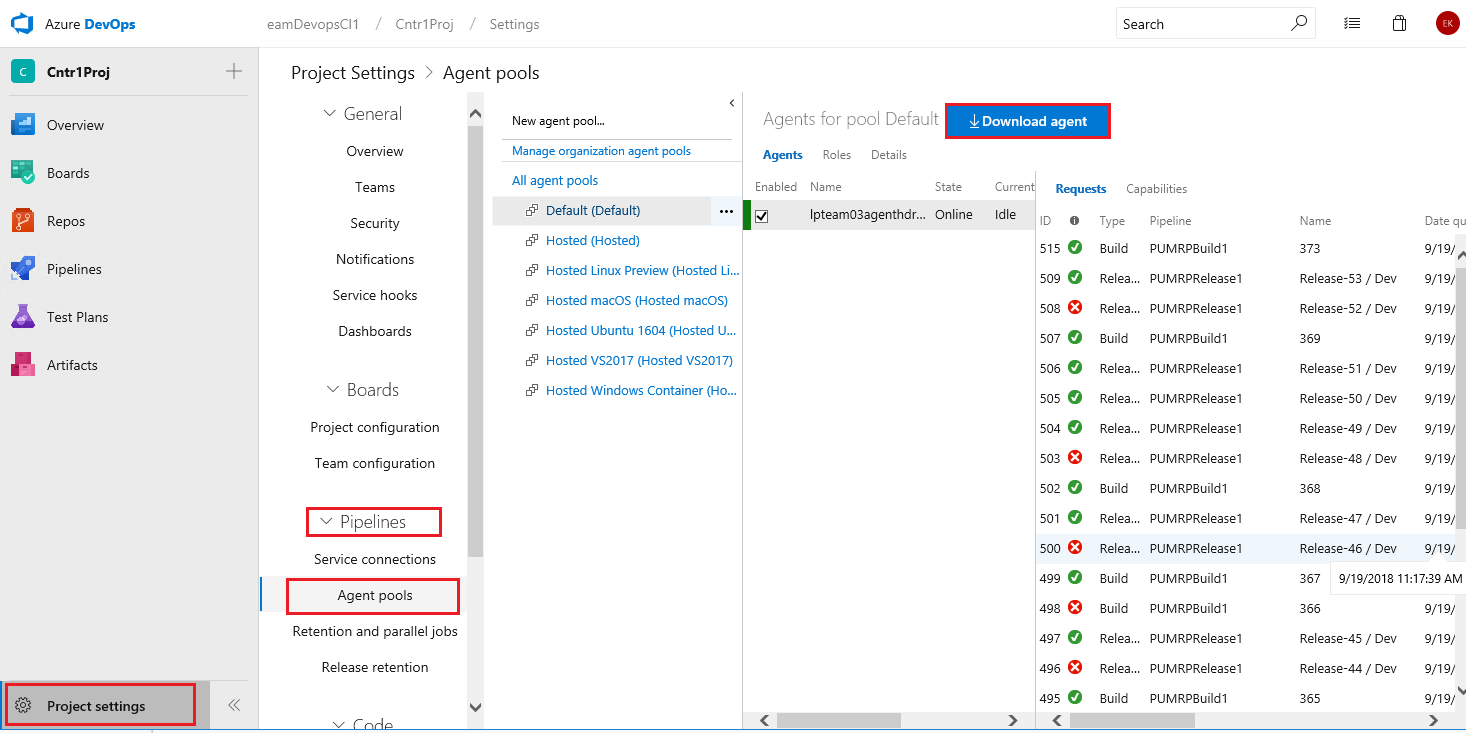 Azure DevOps
eamDevopsCI1 / Cntr1Proj / Settings
Search
EK
C
Cntr1Proj
Overview
Boards
Repos
Pipelines
Test Plans
Artifacts
Project settings
Project Settings > Agent pools
General
Overview
Teams
Security
Notifications
Service hooks
Dashboards
Boards
Project configuration
Team configuration
Pipelines
Service connections
Agent pools
Retention and parallel jobs
Release retention
Code
New agent pool...
Manage organization agent pools
All agent pools
Default (Default)
Hosted (Hosted)
Hosted Linux Preview (Hosted Li...
Hosted macOS (Hosted macOS)
Hosted Ubuntu 1604 (Hosted U...
Hosted VS2017 (Hosted VS2017)
Hosted Windows Container (Ho...
Agents for pool Default
Download agent
Agents Roles Details
Enabled Name State Current
lpteam03agenthdr... Online Idle
Requests Capabilities
ID Type Pipeline Name Date qu
515 Build PUMRPBuild1 373 9/19/
509 Relea... PUMRPRelease1 Release-53 / Dev 9/19/
508 Relea... PUMRPRelease1 Release-52 / Dev 9/19/
507 Build PUMRPBuild1 369 9/19/
506 Relea... PUMRPRelease1 Release-51 / Dev 9/19/
505 Relea... PUMRPRelease1 Release-50 / Dev 9/19/
504 Relea... PUMRPRelease1 Release-49 / Dev 9/19/
503 Relea... PUMRPRelease1 Release-48 / Dev 9/19/
502 Build PUMRPBuild1 368 9/19/
501 Relea... PUMRPRelease1 Release-47 / Dev 9/19/
500 Relea... PUMRPRelease1 Release-46 / Dev 9/19/
499 Build PUMRPBuild1 367 9/19/2018 11:17:39 AM
498 Build PUMRPBuild1 366 9/19/
497 Relea... PUMRPRelease1 Release-45 / Dev 9/19/
496 Relea... PUMRPRelease1 Release-44 / Dev 9/19/
495 Build PUMRPBuild1 365 9/19/